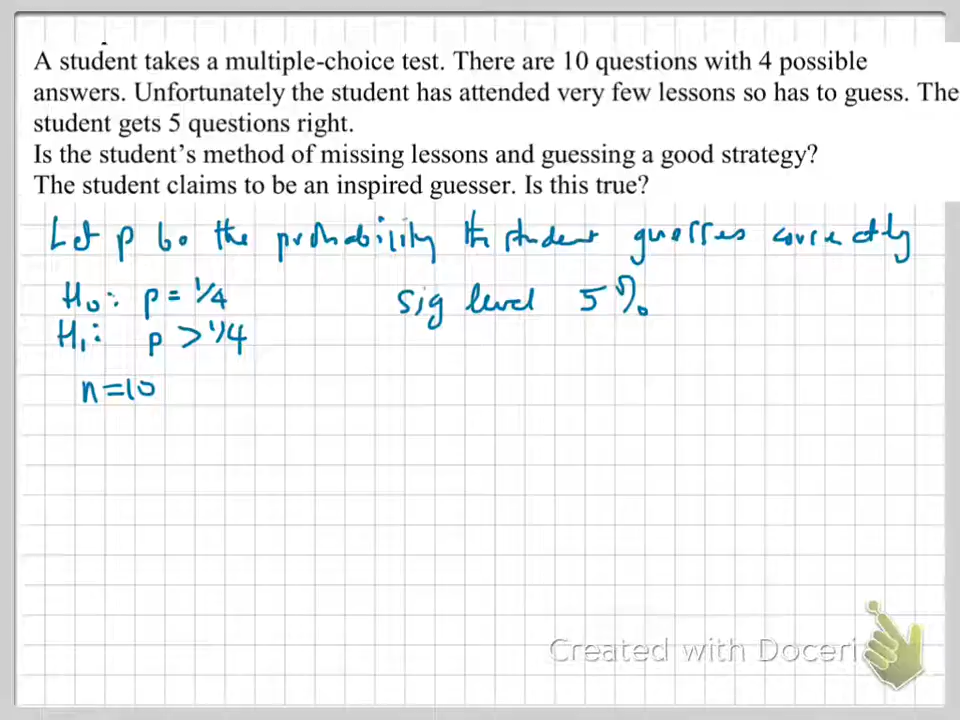 A student takes a multiple-choice test. There are 10 questions with 4 possible
answers. Unfortunately the student has attended very few lessons so has to guess. The
student gets 5 questions right.
Is the student's method of missing lessons and guessing a good strategy?
The student claims to be an inspired guesser. Is this true?
Let p be the probability the student guesses correctly
H₀: p = 1/4 sig level 5%
H₁: p > 1/4
n=10
Created with Doceri